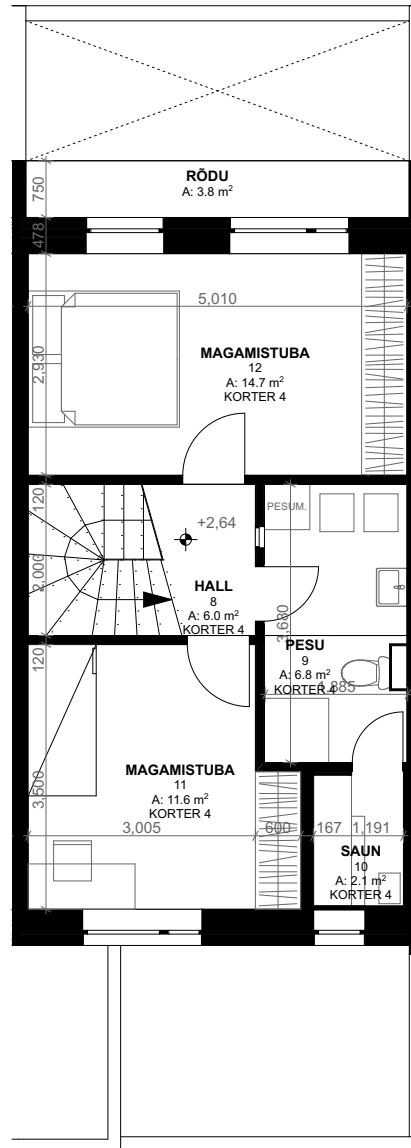 RÕDU
A: 3.8 m²
750
478
5,010
MAGAMISTUBA
12
A: 14.7 m²
KORTER 4
2,930
120
PESUM.
+2,64
2,000
HALL
8
A: 6.0 m²
KORTER 4
3,630
PESU
9
A: 6.8 m²
KORTER 4
1,885
120
MAGAMISTUBA
11
A: 11.6 m²
KORTER 4
3,500
3,005
600
167
1,191
SAUN
10
A: 2.1 m²
KORTER 4